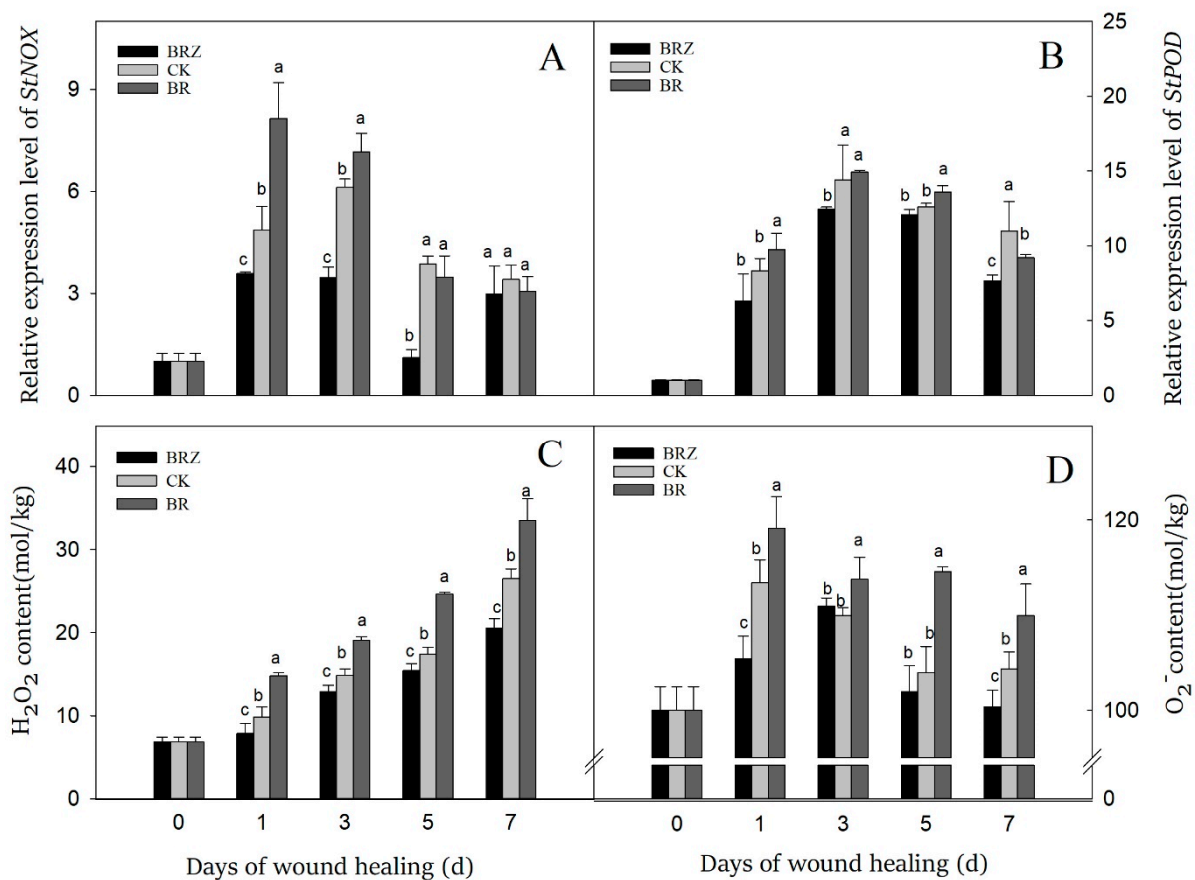 A
BRZ
CK
BR
Relative expression level of StNOX
9
6
3
0
c
b
a
c
b
a
b
a
a
a
a
a
B
BRZ
CK
BR
Relative expression level of StPOD
25
20
15
10
5
0
b
b
a
b
a
a
b
b
a
c
a
b
C
BRZ
CK
BR
H₂O₂ content(mol/kg)
40
30
20
10
0
c
b
a
c
b
a
c
b
a
c
b
a
0 1 3 5 7
Days of wound healing (d)
D
BRZ
CK
BR
O₂⁻ content(mol/kg)
120
100
0
c
b
a
b
b
a
b
b
a
c
b
a
0 1 3 5 7
Days of wound healing (d)